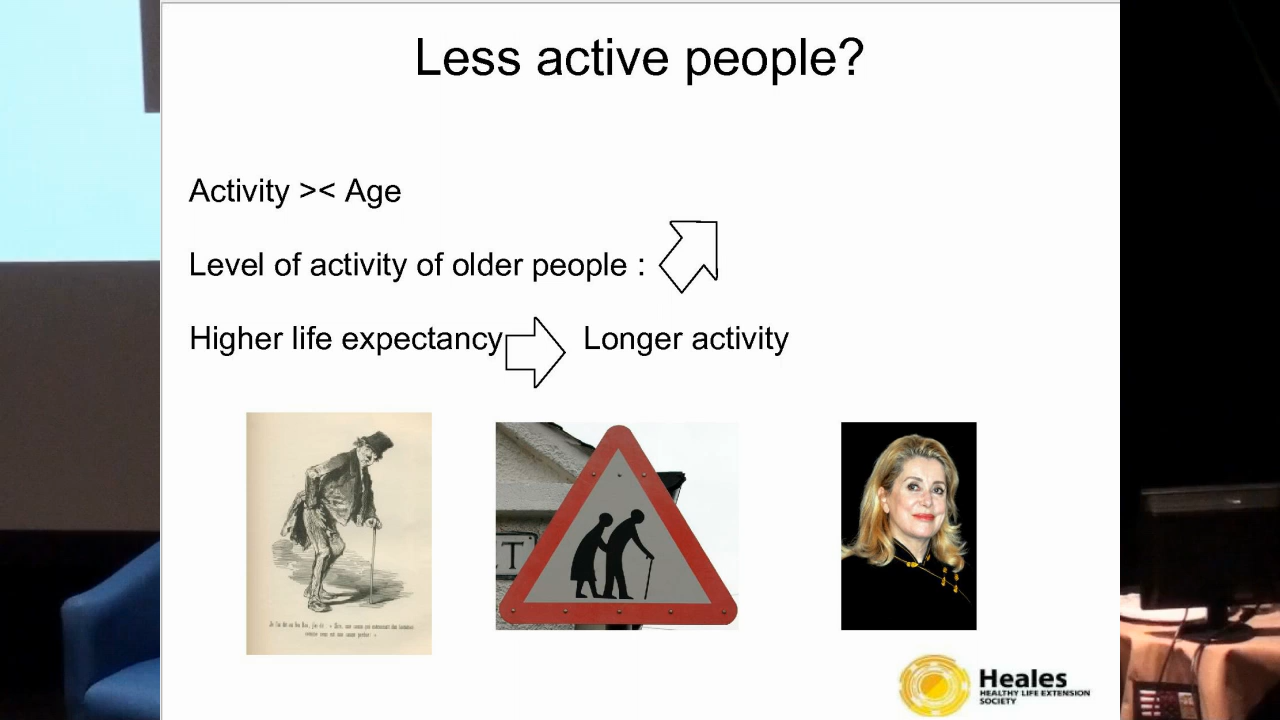 Less active people?
Activity >< Age
Level of activity of older people :
Higher life expectancy Longer activity
T
Heales
HEALTHY LIFE EXTENSION
SOCIETY